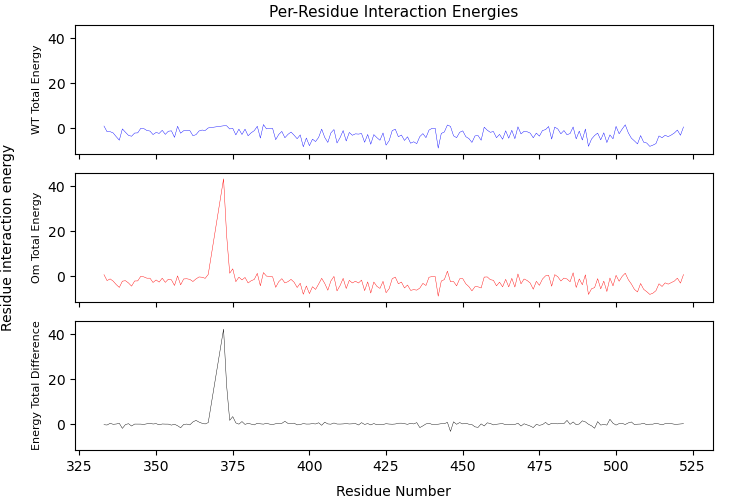 Per-Residue Interaction Energies
Residue interaction energy
WT Total Energy
40
20
0
Om Total Energy
40
20
0
Energy Total Difference
40
20
0
325 350 375 400 425 450 475 500 525
Residue Number